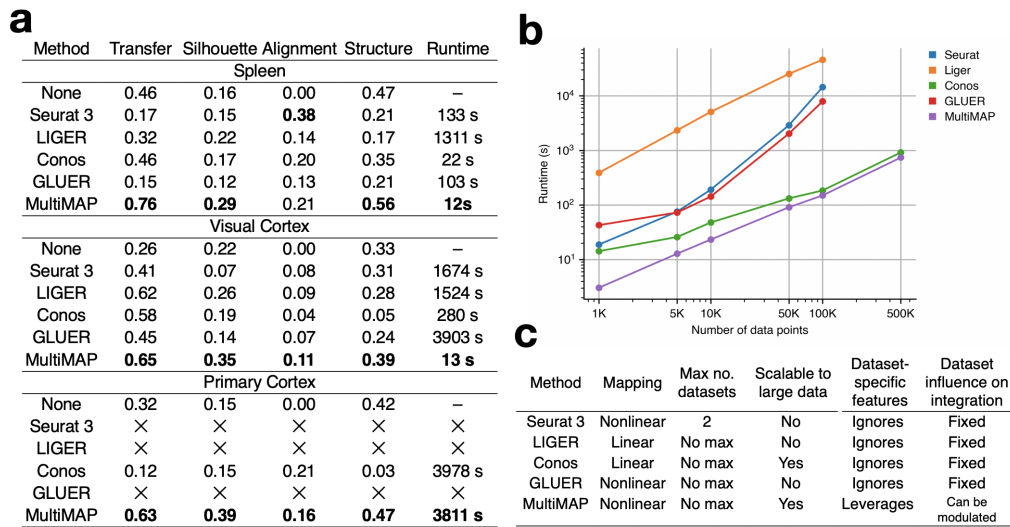 a
Method Transfer Silhouette Alignment Structure Runtime
Spleen
None 0.46 0.16 0.00 0.47 –
Seurat 3 0.17 0.15 0.38 0.21 133 s
LIGER 0.32 0.22 0.14 0.17 1311 s
Conos 0.46 0.17 0.20 0.35 22 s
GLUER 0.15 0.12 0.13 0.21 103 s
MultiMAP 0.76 0.29 0.21 0.56 12s
Visual Cortex
None 0.26 0.22 0.00 0.33 –
Seurat 3 0.41 0.07 0.08 0.31 1674 s
LIGER 0.62 0.26 0.09 0.28 1524 s
Conos 0.58 0.19 0.04 0.05 280 s
GLUER 0.45 0.14 0.07 0.24 3903 s
MultiMAP 0.65 0.35 0.11 0.39 13 s
Primary Cortex
None 0.32 0.15 0.00 0.42 –
Seurat 3 × × × × ×
LIGER × × × × ×
Conos 0.12 0.15 0.21 0.03 3978 s
GLUER × × × × ×
MultiMAP 0.63 0.39 0.16 0.47 3811 s
b
Runtime (s)
10⁴
10³
10²
10¹
1K 5K 10K 50K 100K 500K
Number of data points
Seurat
Liger
Conos
GLUER
MultiMAP
c
Method Mapping Max no. datasets Scalable to large data Dataset-specific features Dataset influence on integration
Seurat 3 Nonlinear 2 No Ignores Fixed
LIGER Linear No max No Ignores Fixed
Conos Linear No max Yes Ignores Fixed
GLUER Nonlinear No max No Ignores Fixed
MultiMAP Nonlinear No max Yes Leverages Can be modulated